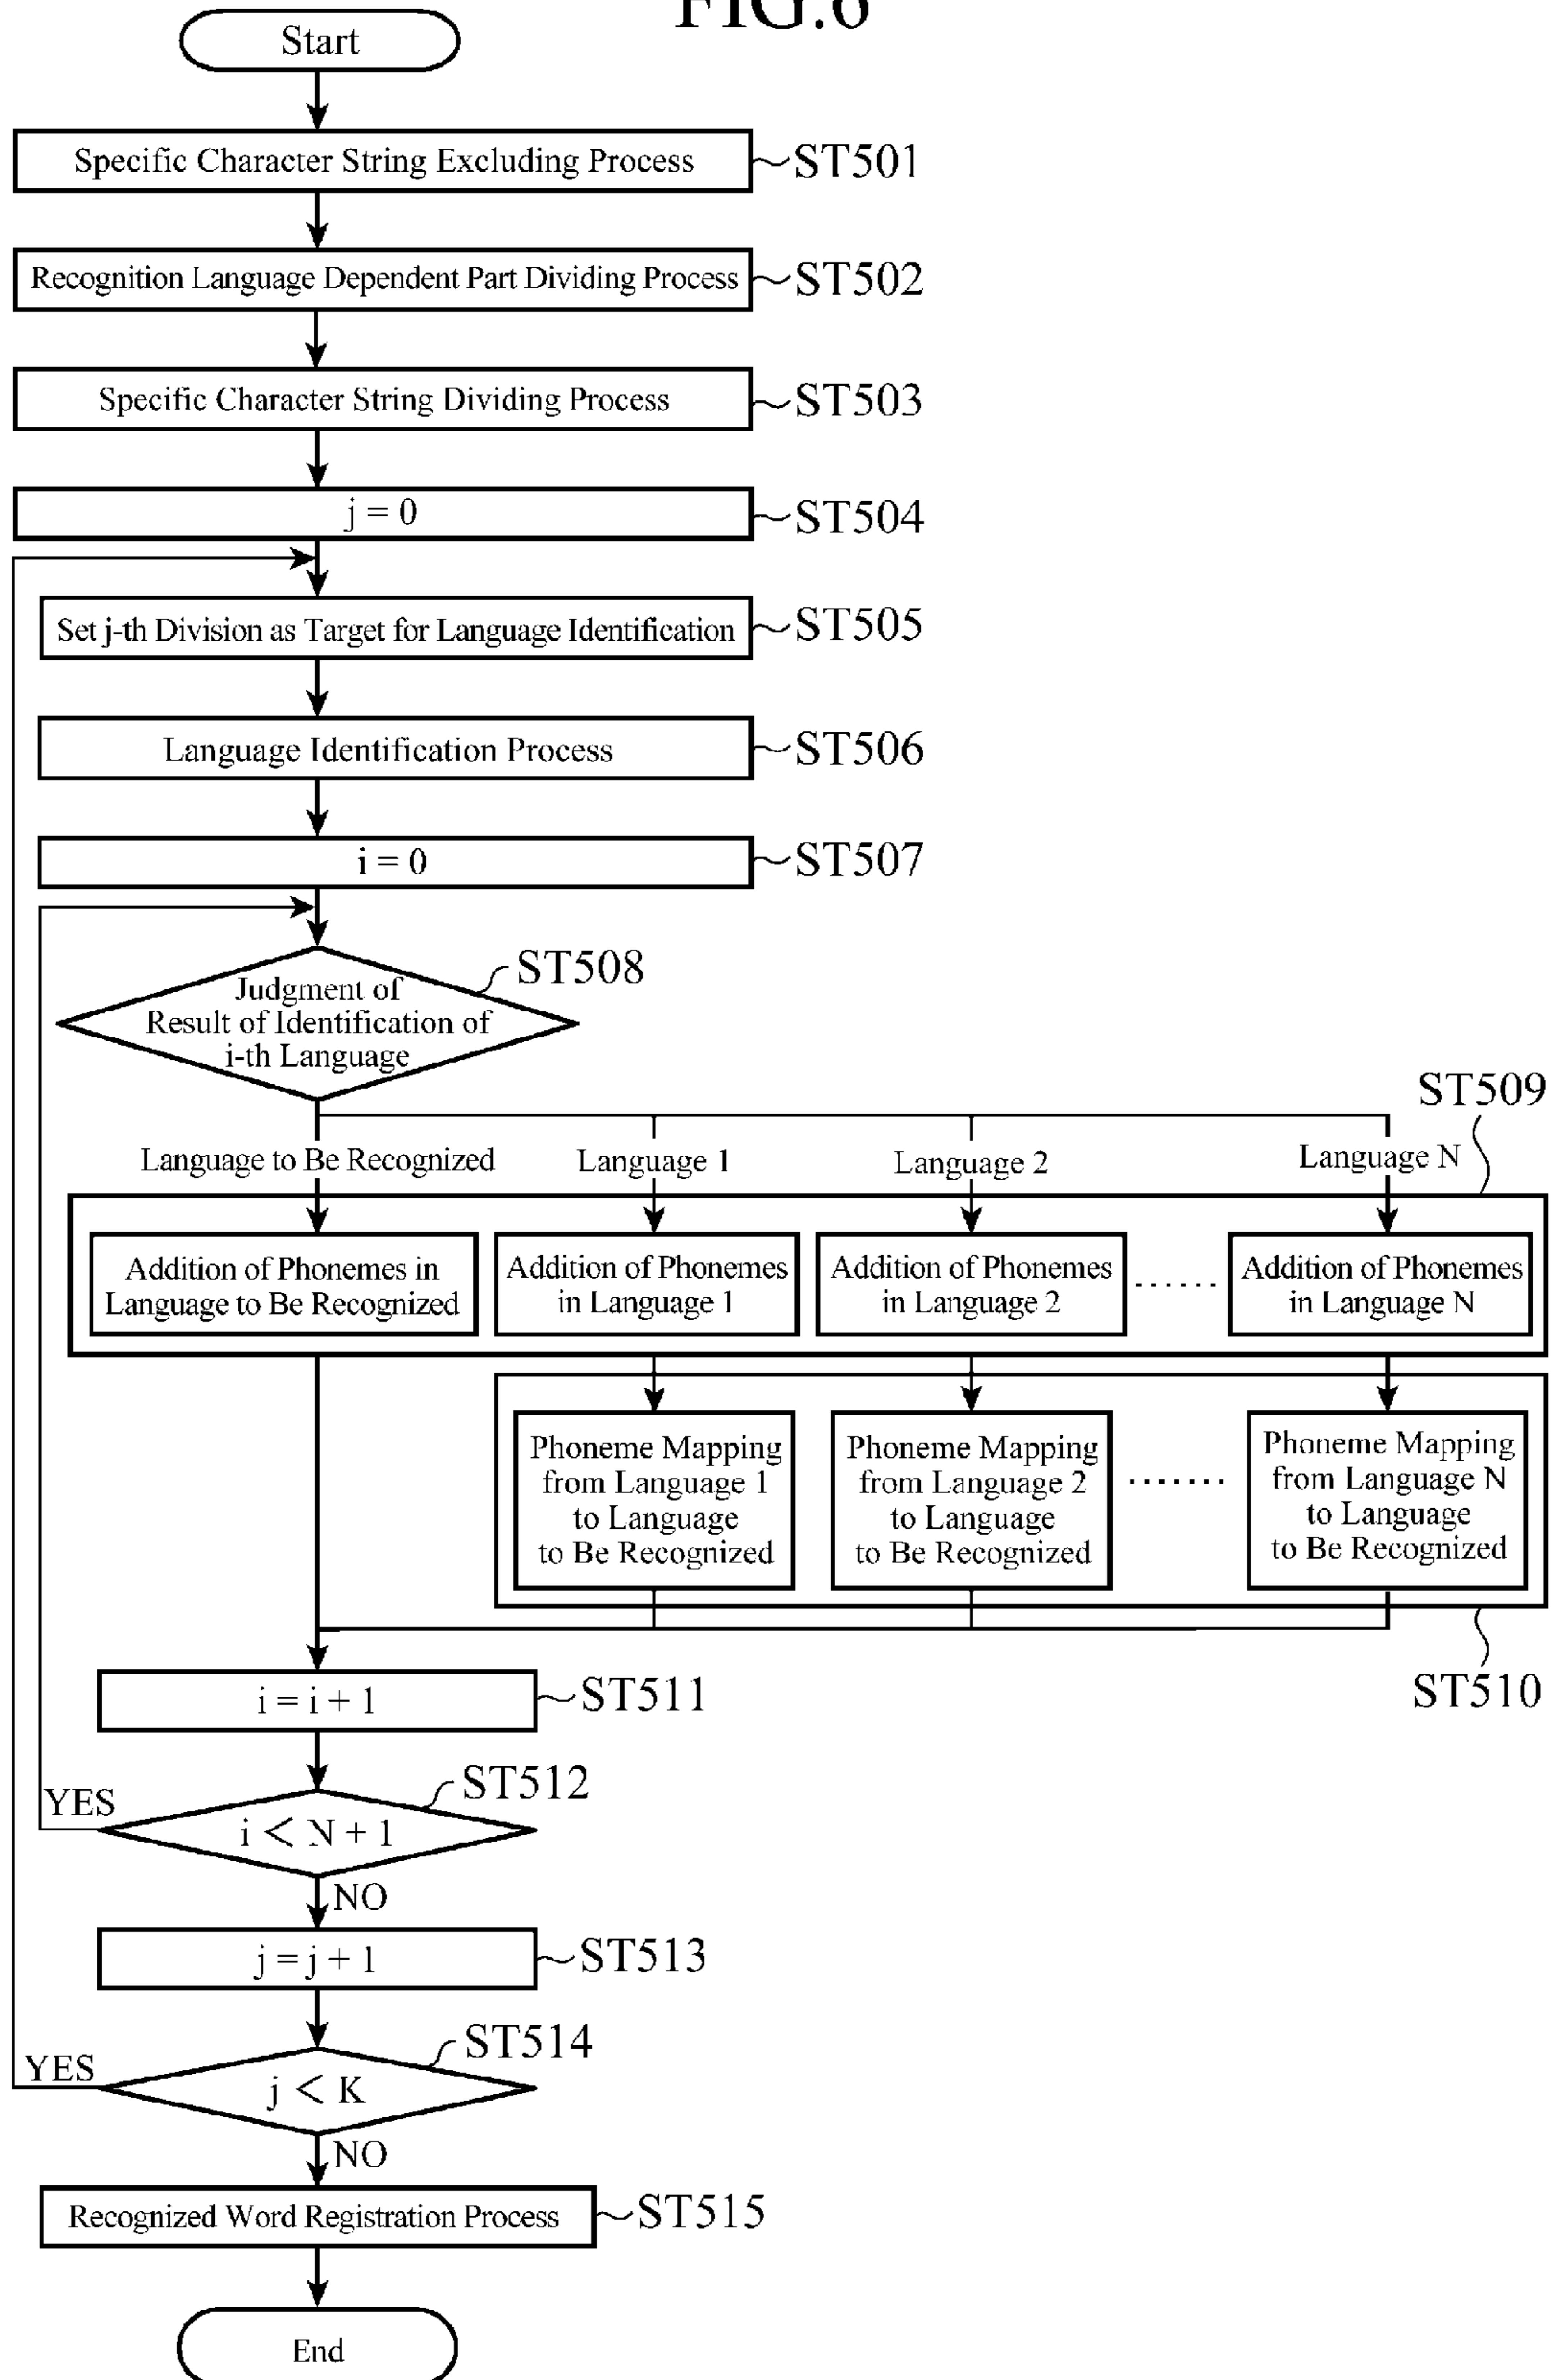 FIG.6
Start
Specific Character String Excluding Process
ST501
Recognition Language Dependent Part Dividing Process
ST502
Specific Character String Dividing Process
ST503
j = 0
ST504
Set j-th Division as Target for Language Identification
ST505
Language Identification Process
ST506
i = 0
ST507
ST508
Judgment of
Result of Identification of
i-th Language
ST509
Language to Be Recognized
Language 1
Language 2
Language N
Addition of Phonemes in
Language to Be Recognized
Addition of Phonemes
in Language 1
Addition of Phonemes
in Language 2
.......
Addition of Phonemes
in Language N
Phoneme Mapping
from Language 1
to Language
to Be Recognized
Phoneme Mapping
from Language 2
to Language
to Be Recognized
.......
Phoneme Mapping
from Language N
to Language
to Be Recognized
ST510
i = i + 1
ST511
ST512
YES
i < N + 1
NO
j = j + 1
ST513
ST514
YES
j < K
NO
Recognized Word Registration Process
ST515
End